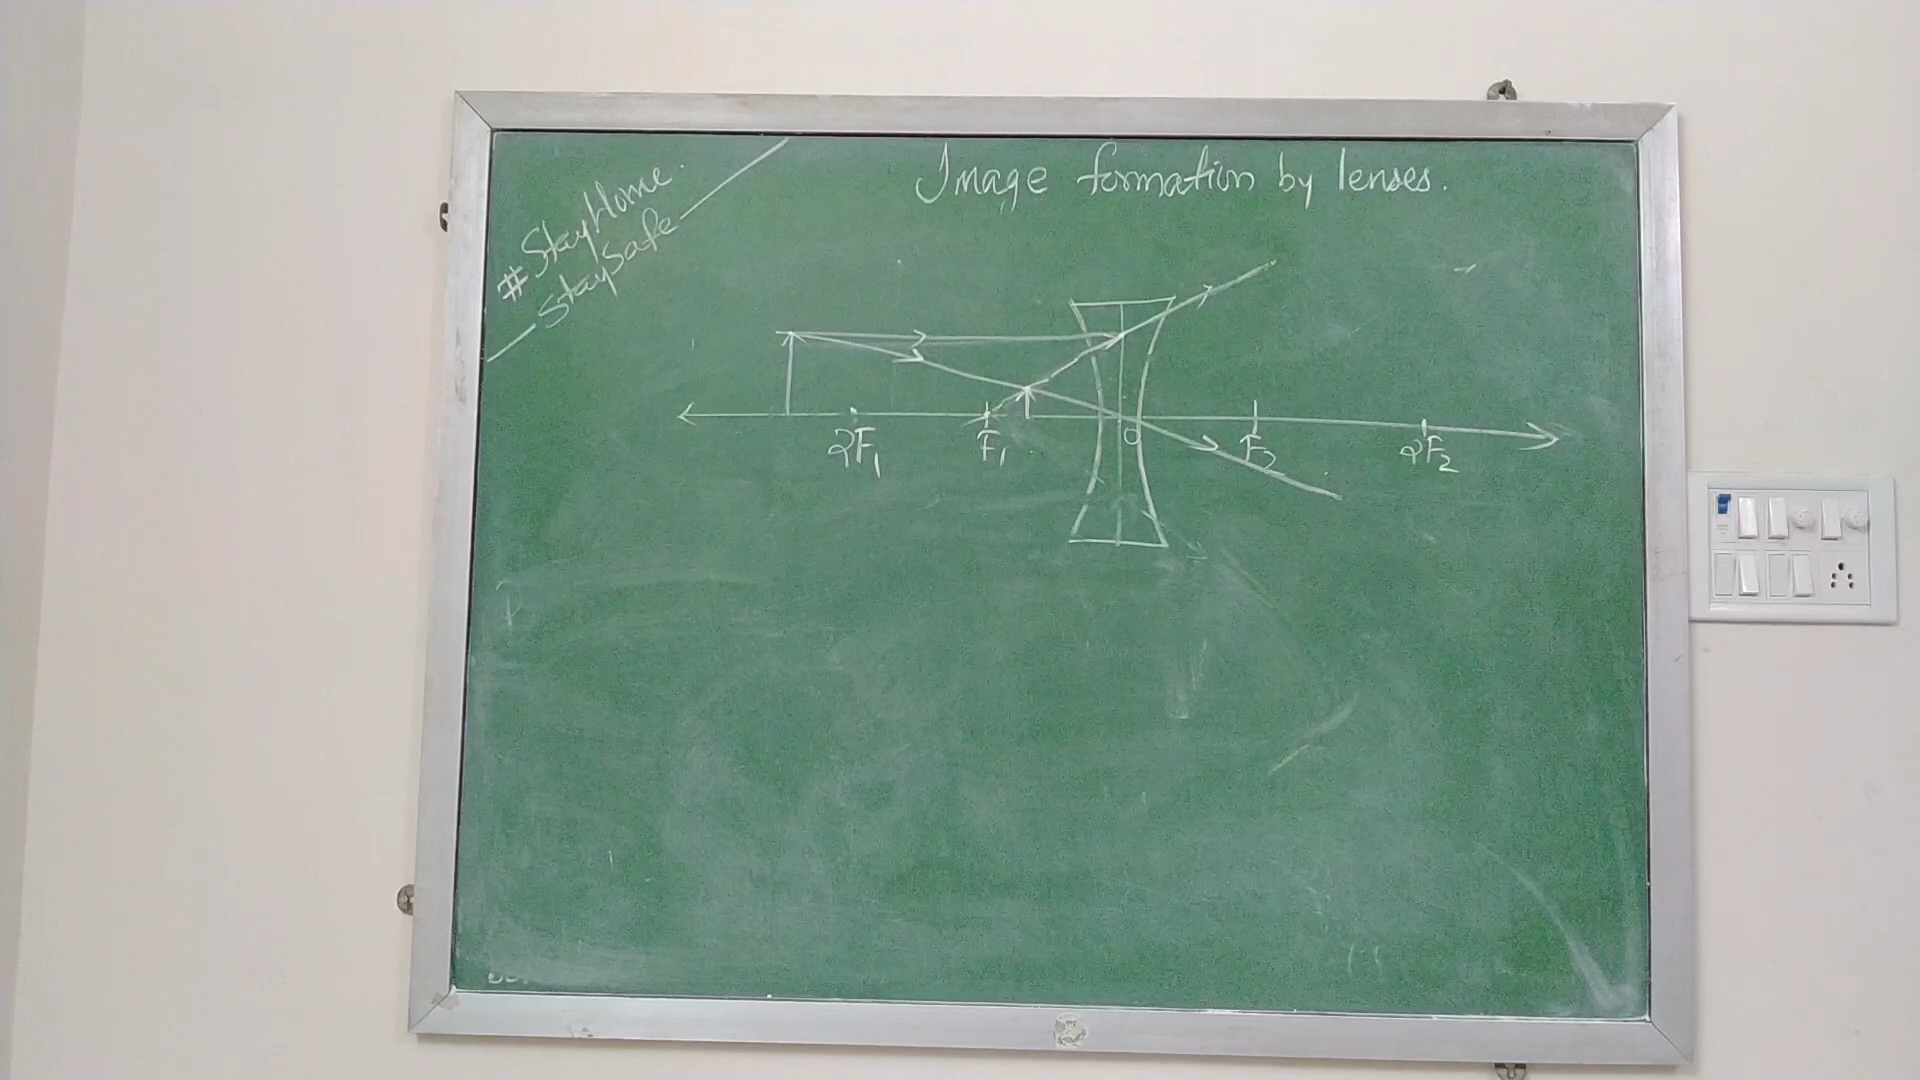 Image formation by lenses.
#StayHome.
StaySafe
2F₁
F₁
O
F₂
2F₂